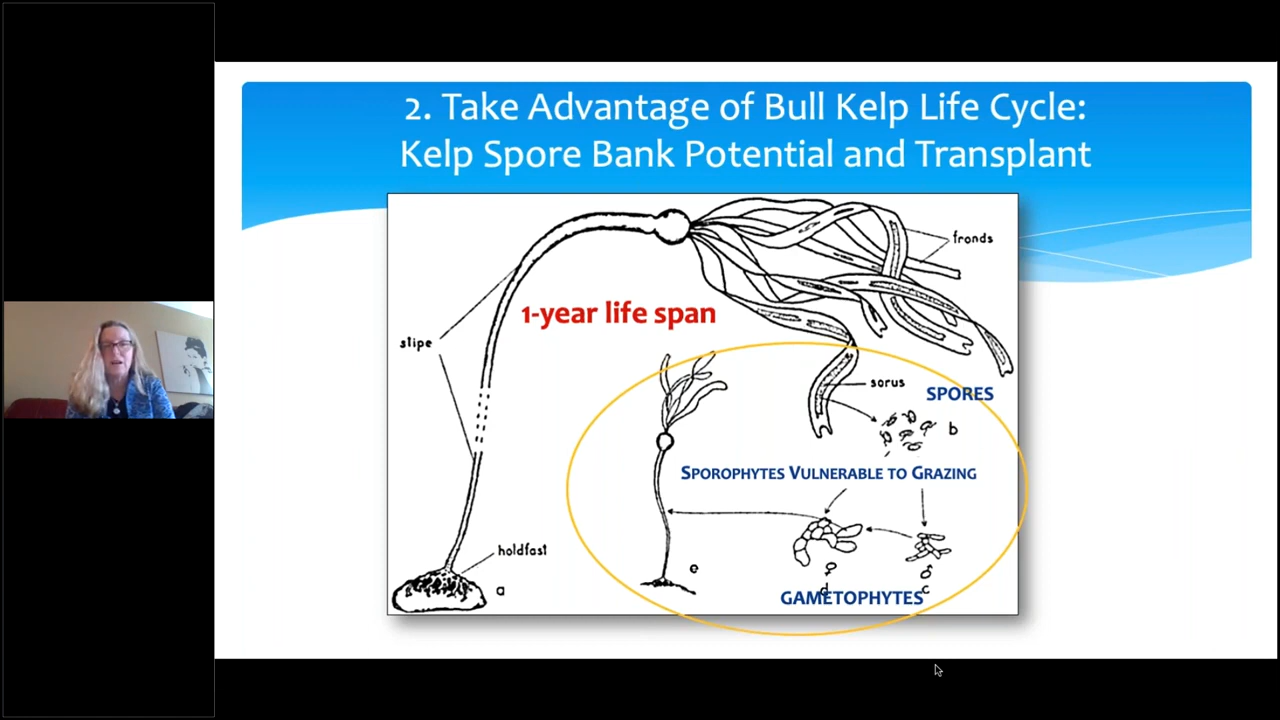 2. Take Advantage of Bull Kelp Life Cycle:
Kelp Spore Bank Potential and Transplant
fronds
1-year life span
stipe
sorus
SPORES
b
SPOROPHYTES VULNERABLE TO GRAZING
holdfast
e
♀
♂
a
d
c
GAMETOPHYTES